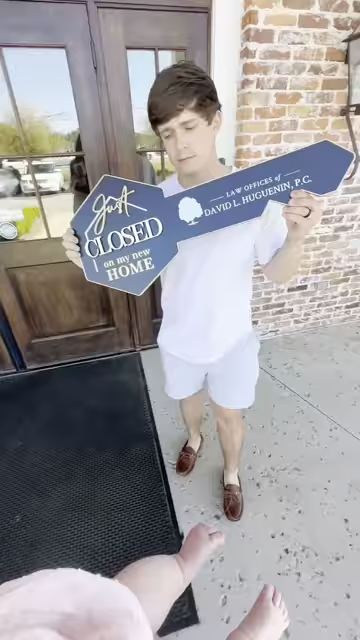 Just
CLOSED
on my new
HOME
LAW OFFICES of
DAVID L. HUGUENIN, P.C.